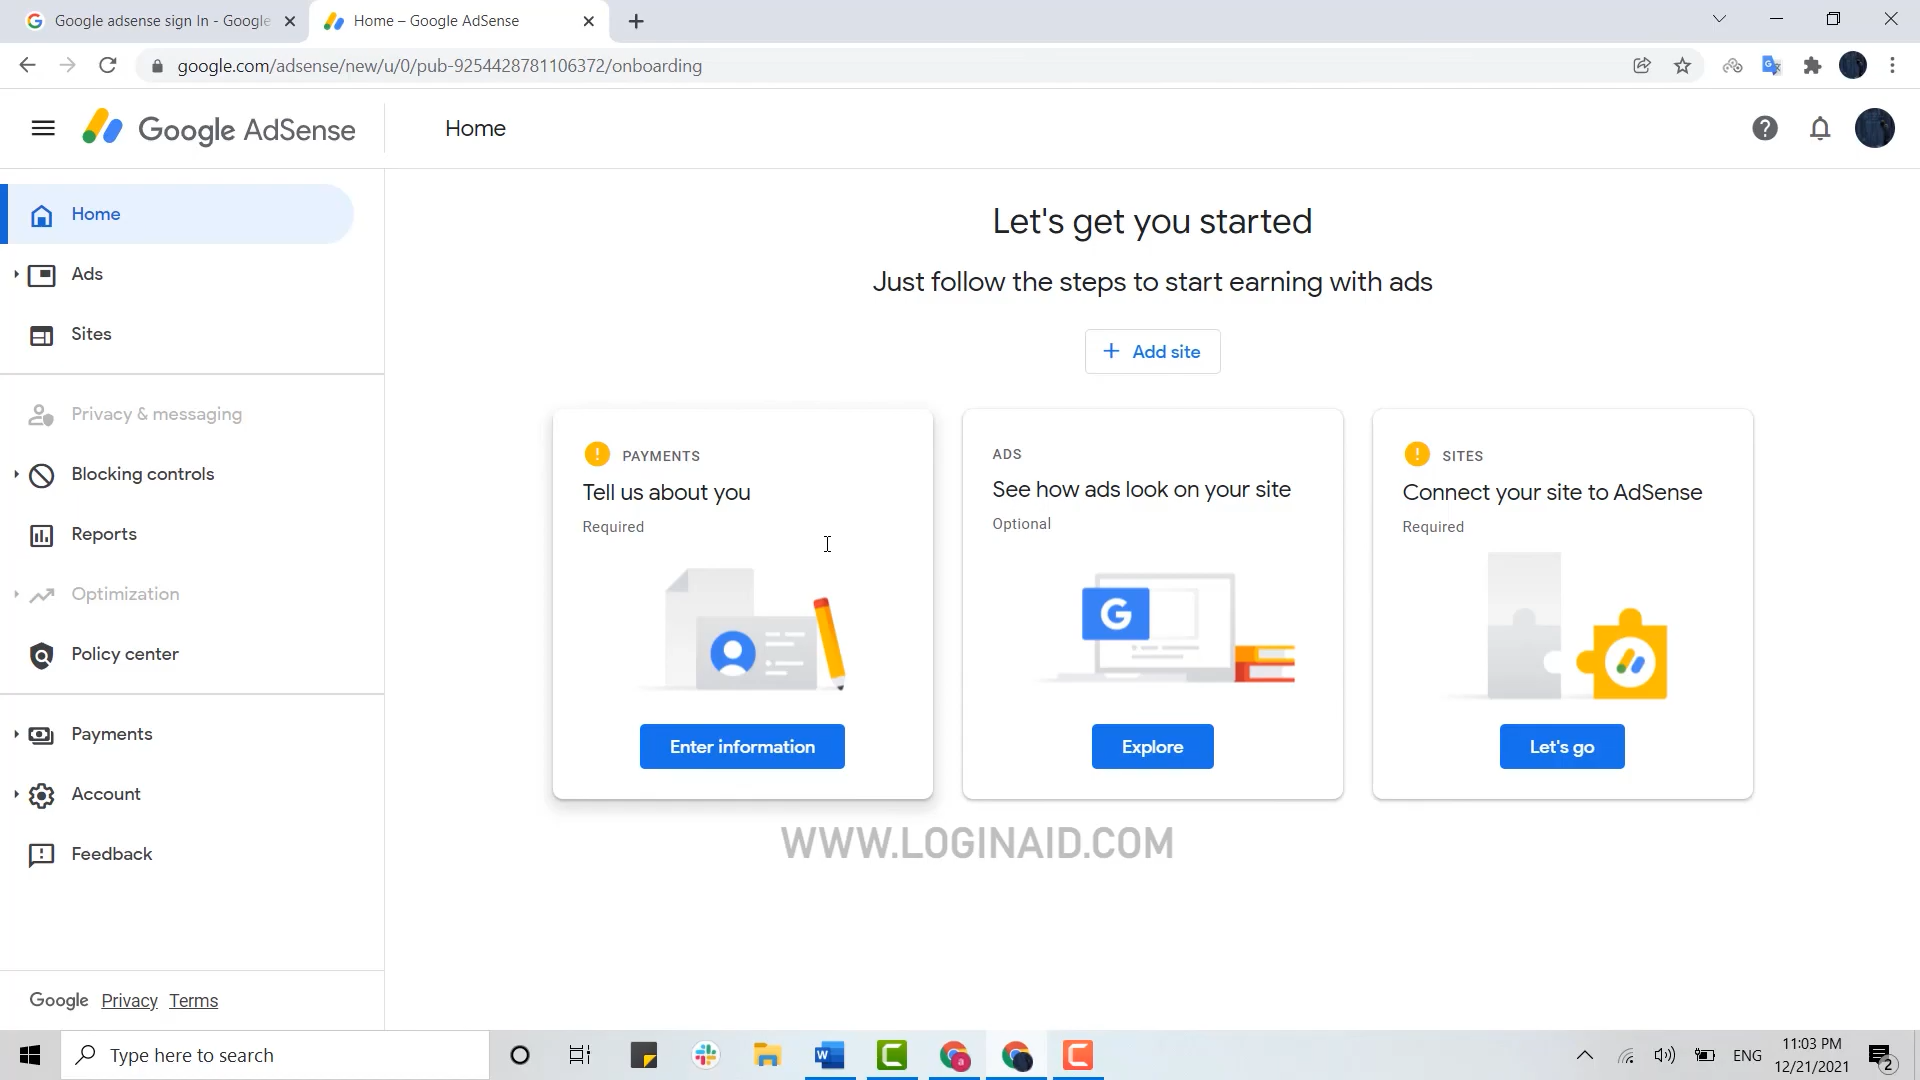 Google adsense sign In - Google
Home – Google AdSense
google.com/adsense/new/u/0/pub-9254428781106372/onboarding
Google AdSense
Home
Home
Ads
Sites
Privacy & messaging
Blocking controls
Reports
Optimization
Policy center
Payments
Account
Feedback
Google Privacy Terms
Let's get you started
Just follow the steps to start earning with ads
+ Add site
! PAYMENTS
Tell us about you
Required
Enter information
ADS
See how ads look on your site
Optional
G
Explore
! SITES
Connect your site to AdSense
Required
Let's go
WWW.LOGINAID.COM
Type here to search
ENG
11:03 PM
12/21/2021
2